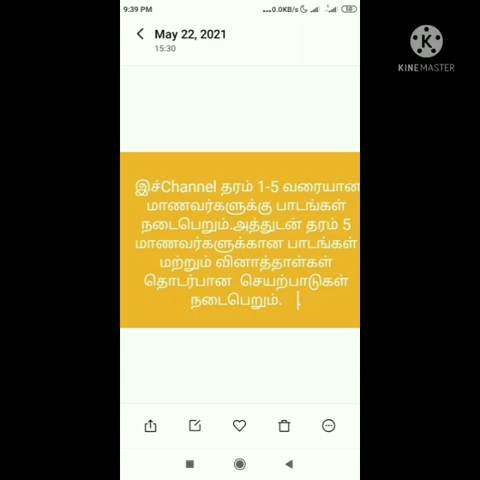 9:39 PM
...0.0KB/s
May 22, 2021
15:30
KINEMASTER
இச்Channel தரம் 1-5 வரையான
மாணவர்களுக்கு பாடங்கள்
நடைபெறும்.அத்துடன் தரம் 5
மாணவர்களுக்கான பாடங்கள்
மற்றும் வினாத்தாள்கள்
தொடர்பான செயற்பாடுகள்
நடைபெறும்.